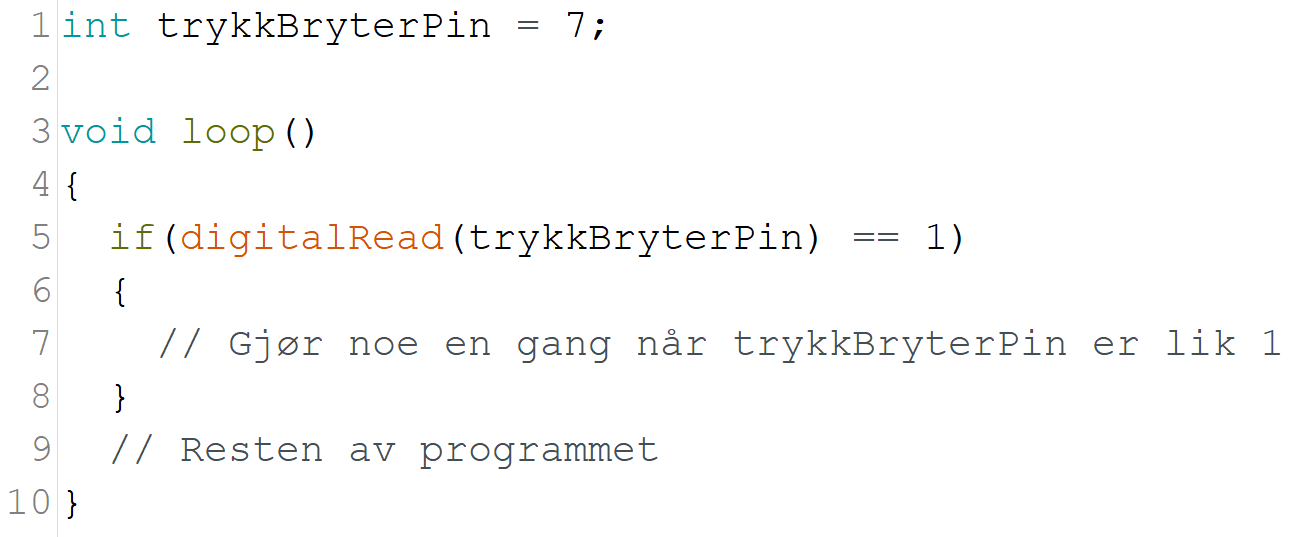 1 int trykkBryterPin = 7;
2
3 void loop()
4 {
5   if(digitalRead(trykkBryterPin) == 1)
6   {
7     // Gjør noe en gang når trykkBryterPin er lik 1
8   }
9   // Resten av programmet
10 }